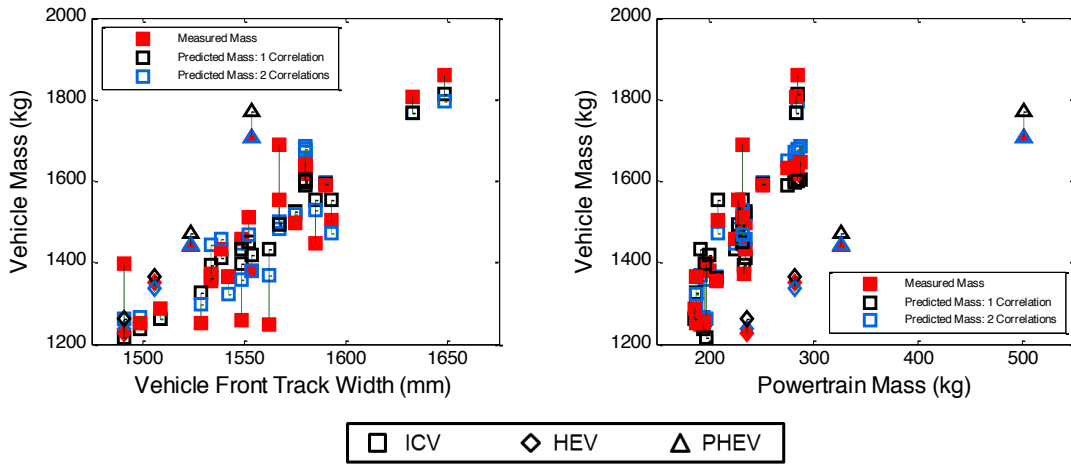 2000
1800
1600
1400
1200
Vehicle Mass (kg)
Measured Mass
Predicted Mass: 1 Correlation
Predicted Mass: 2 Correlations
1500 1550 1600 1650
Vehicle Front Track Width (mm)
2000
1800
1600
1400
1200
Vehicle Mass (kg)
Measured Mass
Predicted Mass: 1 Correlation
Predicted Mass: 2 Correlations
200 300 400 500
Powertrain Mass (kg)
ICV HEV PHEV